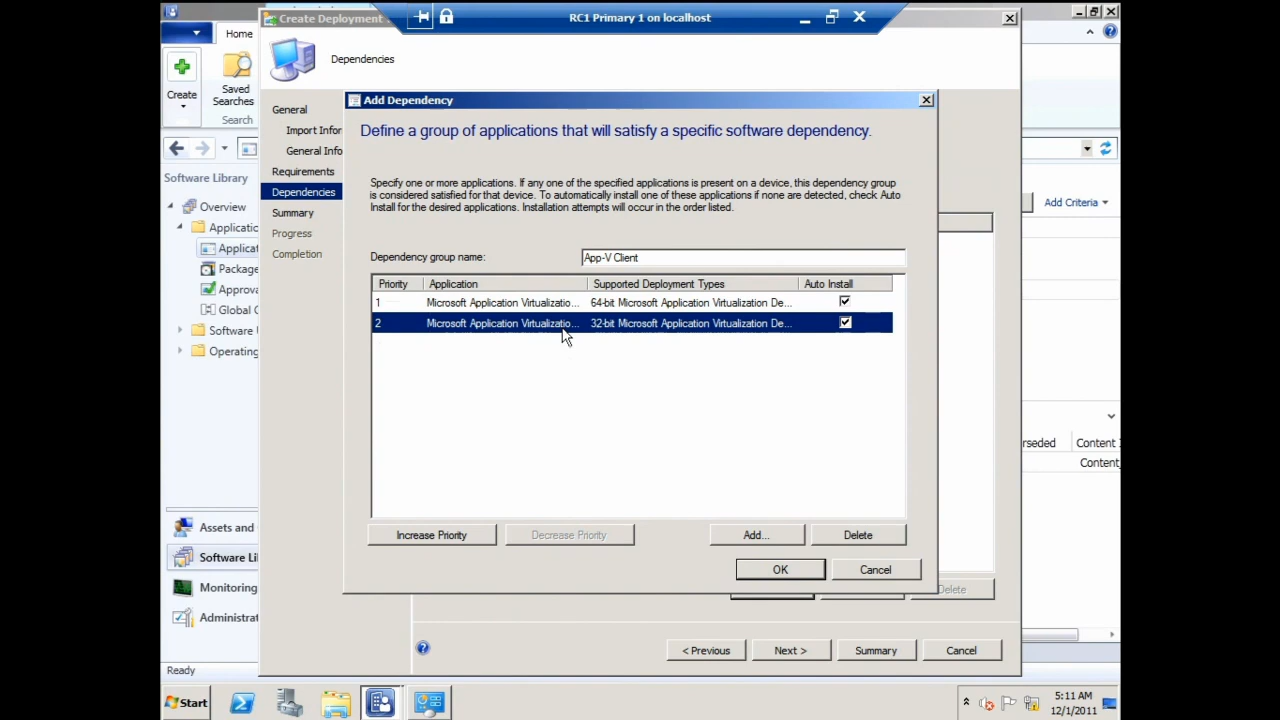 Create Deployment
RC1 Primary 1 on localhost
Home
Create
Saved
Searches
Search
Dependencies
Software Library
Overview
Applicatio
Applicat
Package
Approva
Global C
Software U
Operating
Assets and
Software Li
Monitoring
Administra
Ready
General
Import Infor
General Info
Requirements
Dependencies
Summary
Progress
Completion
Add Dependency
Define a group of applications that will satisfy a specific software dependency.
Specify one or more applications. If any one of the specified applications is present on a device, this dependency group
is considered satisfied for that device. To automatically install one of these applications if none are detected, check Auto
Install for the desired applications. Installation attempts will occur in the order listed.
Dependency group name: App-V Client
Priority Application Supported Deployment Types Auto Install
1 Microsoft Application Virtualizatio... 64-bit Microsoft Application Virtualization De...
2 Microsoft Application Virtualizatio... 32-bit Microsoft Application Virtualization De...
Increase Priority Decrease Priority Add... Delete
OK Cancel
Delete
< Previous Next > Summary Cancel
Add Criteria
rseded Content
Content_
Start
5:11 AM
12/1/2011